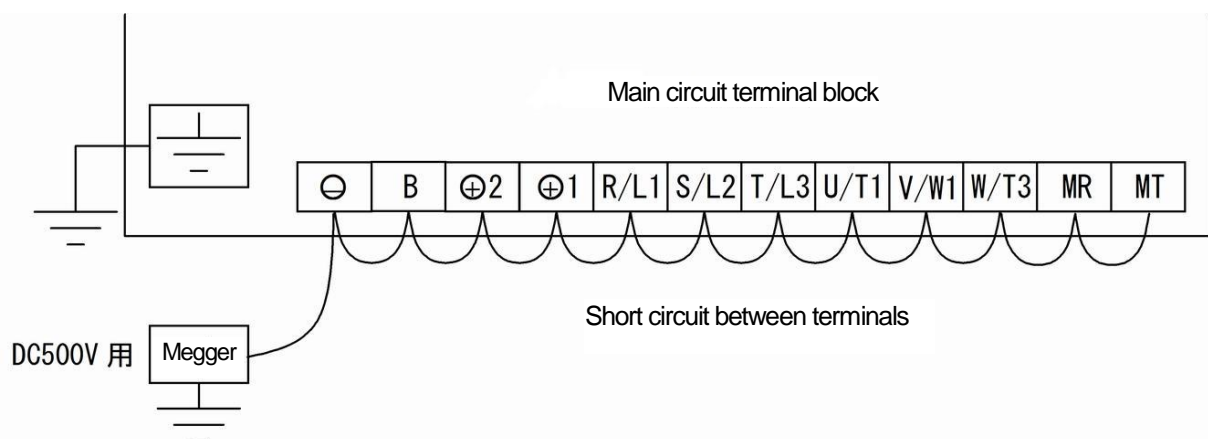 Main circuit terminal block
⊖ B ⊕2 ⊕1 R/L1 S/L2 T/L3 U/T1 V/W1 W/T3 MR MT
Short circuit between terminals
DC500V 用 Megger